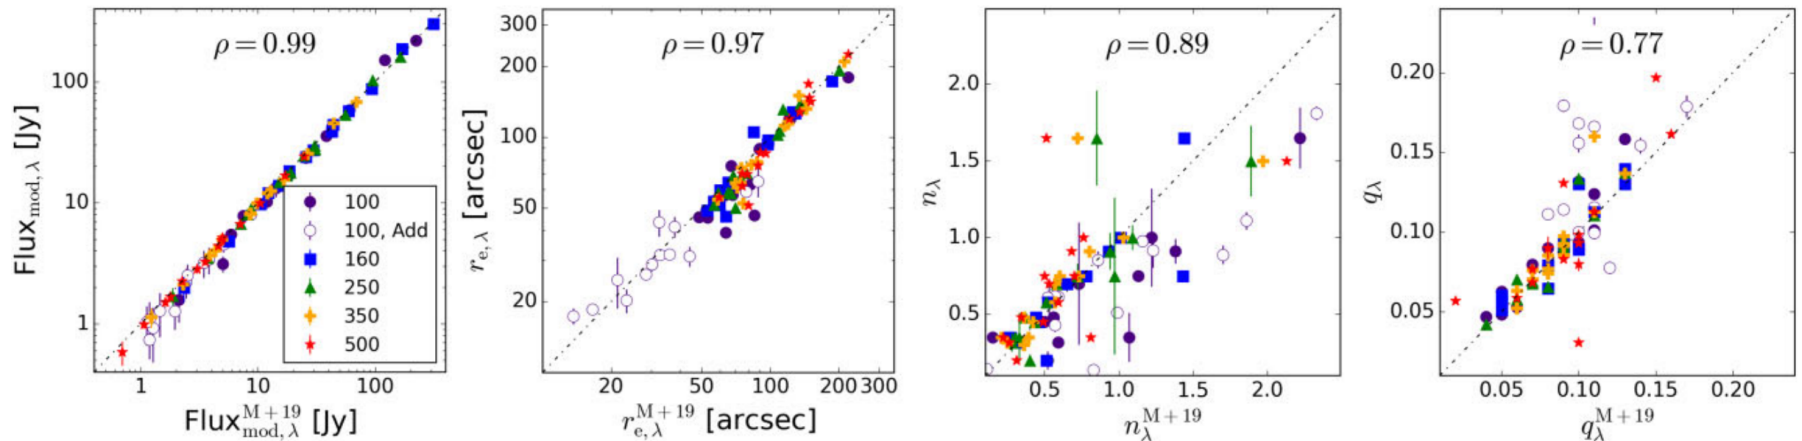 ρ = 0.99
100
10
1
Flux_mod, λ [Jy]
100
100, Add
160
250
350
500
1 10 100
Flux^M+19_mod, λ [Jy]
ρ = 0.97
300
200
100
50
20
r_e, λ [arcsec]
20 50 100 200 300
r^M+19_e, λ [arcsec]
ρ = 0.89
2.0
1.5
1.0
0.5
n_λ
0.5 1.0 1.5 2.0
n^M+19_λ
ρ = 0.77
0.20
0.15
0.10
0.05
q_λ
0.05 0.10 0.15 0.20
q^M+19_λ